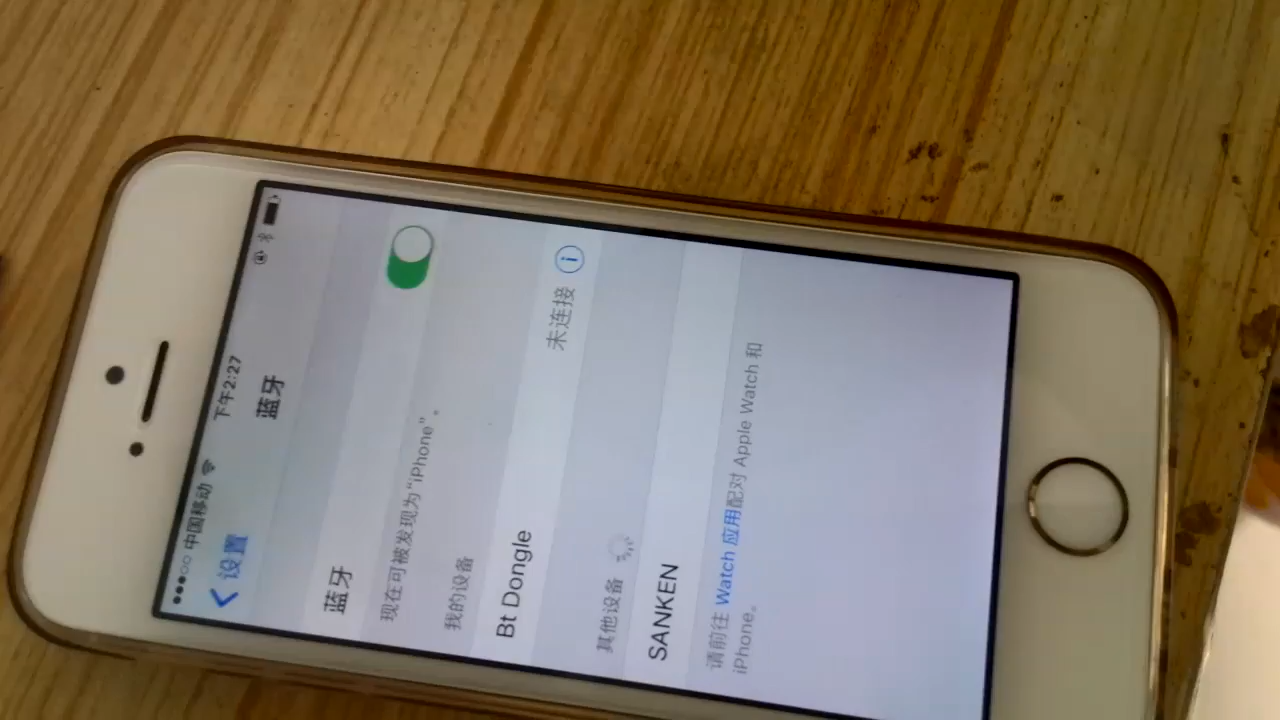 中国移动 下午2:27
设置 蓝牙
蓝牙
现在可被发现为“iPhone”。
我的设备
Bt Dongle 未连接
其他设备
SANKEN
请前往 Watch 应用配对 Apple Watch 和
iPhone。